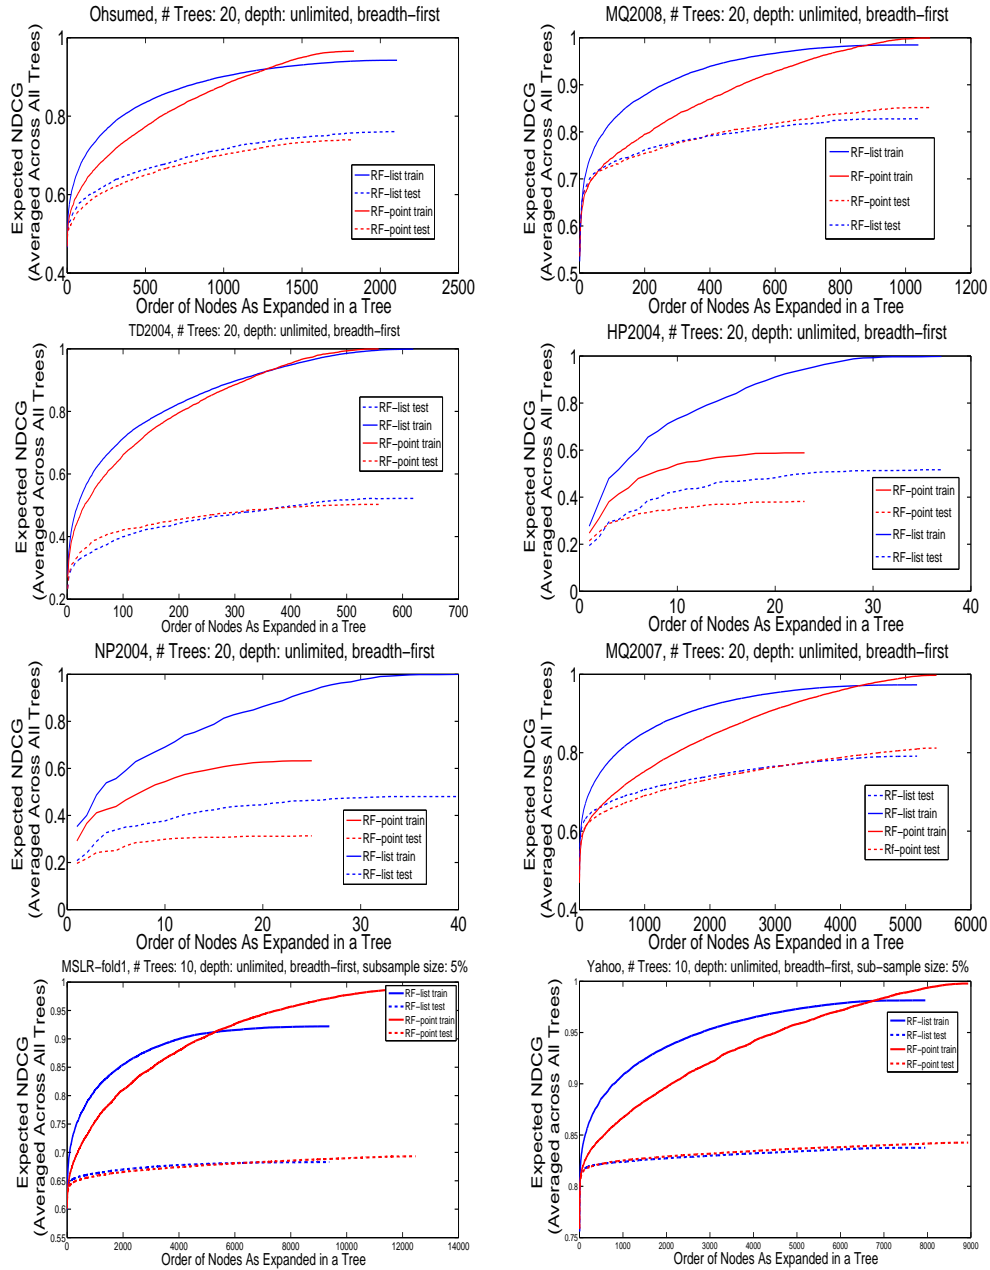 Ohsumed, # Trees: 20, depth: unlimited, breadth−first
Expected NDCG
(Averaged Across All Trees)
1
0.8
0.6
0.4
0
500
1000
1500
2000
2500
Order of Nodes As Expanded in a Tree
RF−list train
RF−list test
RF−point train
RF−point test
MQ2008, # Trees: 20, depth: unlimited, breadth−first
Expected NDCG
(Averaged Across All Trees)
1
0.9
0.8
0.7
0.6
0.5
0
200
400
600
800
1000
1200
Order of Nodes As Expanded in a Tree
RF−list train
RF−point train
RF−point test
RF−list test
TD2004, # Trees: 20, depth: unlimited, breadth−first
Expected NDCG
(Averaged Across All Trees)
1
0.8
0.6
0.4
0.2
0
100
200
300
400
500
600
700
Order of Nodes As Expanded in a Tree
RF−list test
RF−list train
RF−point train
RF−point test
HP2004, # Trees: 20, depth: unlimited, breadth−first
Expected NDCG
(Averaged Across All Trees)
1
0.8
0.6
0.4
0.2
0
0
10
20
30
40
Order of Nodes As Expanded in a Tree
RF−point train
RF−point test
RF−list train
RF−list test
NP2004, # Trees: 20, depth: unlimited, breadth−first
Expected NDCG
(Averaged Across All Trees)
1
0.8
0.6
0.4
0.2
0
0
10
20
30
40
Order of Nodes As Expanded in a Tree
RF−point train
RF−point test
RF−list train
RF−list test
MQ2007, # Trees: 20, depth: unlimited, breadth−first
Expected NDCG
(Averaged Across All Trees)
1
0.8
0.6
0.4
0
1000
2000
3000
4000
5000
6000
Order of Nodes As Expanded in a Tree
RF−list test
RF−list train
RF−point train
Rf−point test
MSLR−fold1, # Trees: 10, depth: unlimited, breadth−first, subsample size: 5%
Expected NDCG
(Averaged Across All Trees)
1
0.95
0.9
0.85
0.8
0.75
0.7
0.65
0.6
0.55
0
2000
4000
6000
8000
10000
12000
14000
Order of Nodes As Expanded in a Tree
RF−list train
RF−list test
RF−point train
RF−point test
Yahoo, # Trees: 10, depth: unlimited, breadth−first, sub−sample size: 5%
Expected NDCG
(Averaged across All Trees)
1
0.95
0.9
0.85
0.8
0.75
0
1000
2000
3000
4000
5000
6000
7000
8000
9000
Order of Nodes As Expanded in a Tree
RF−list train
RF−list test
RF−point train
RF−point test